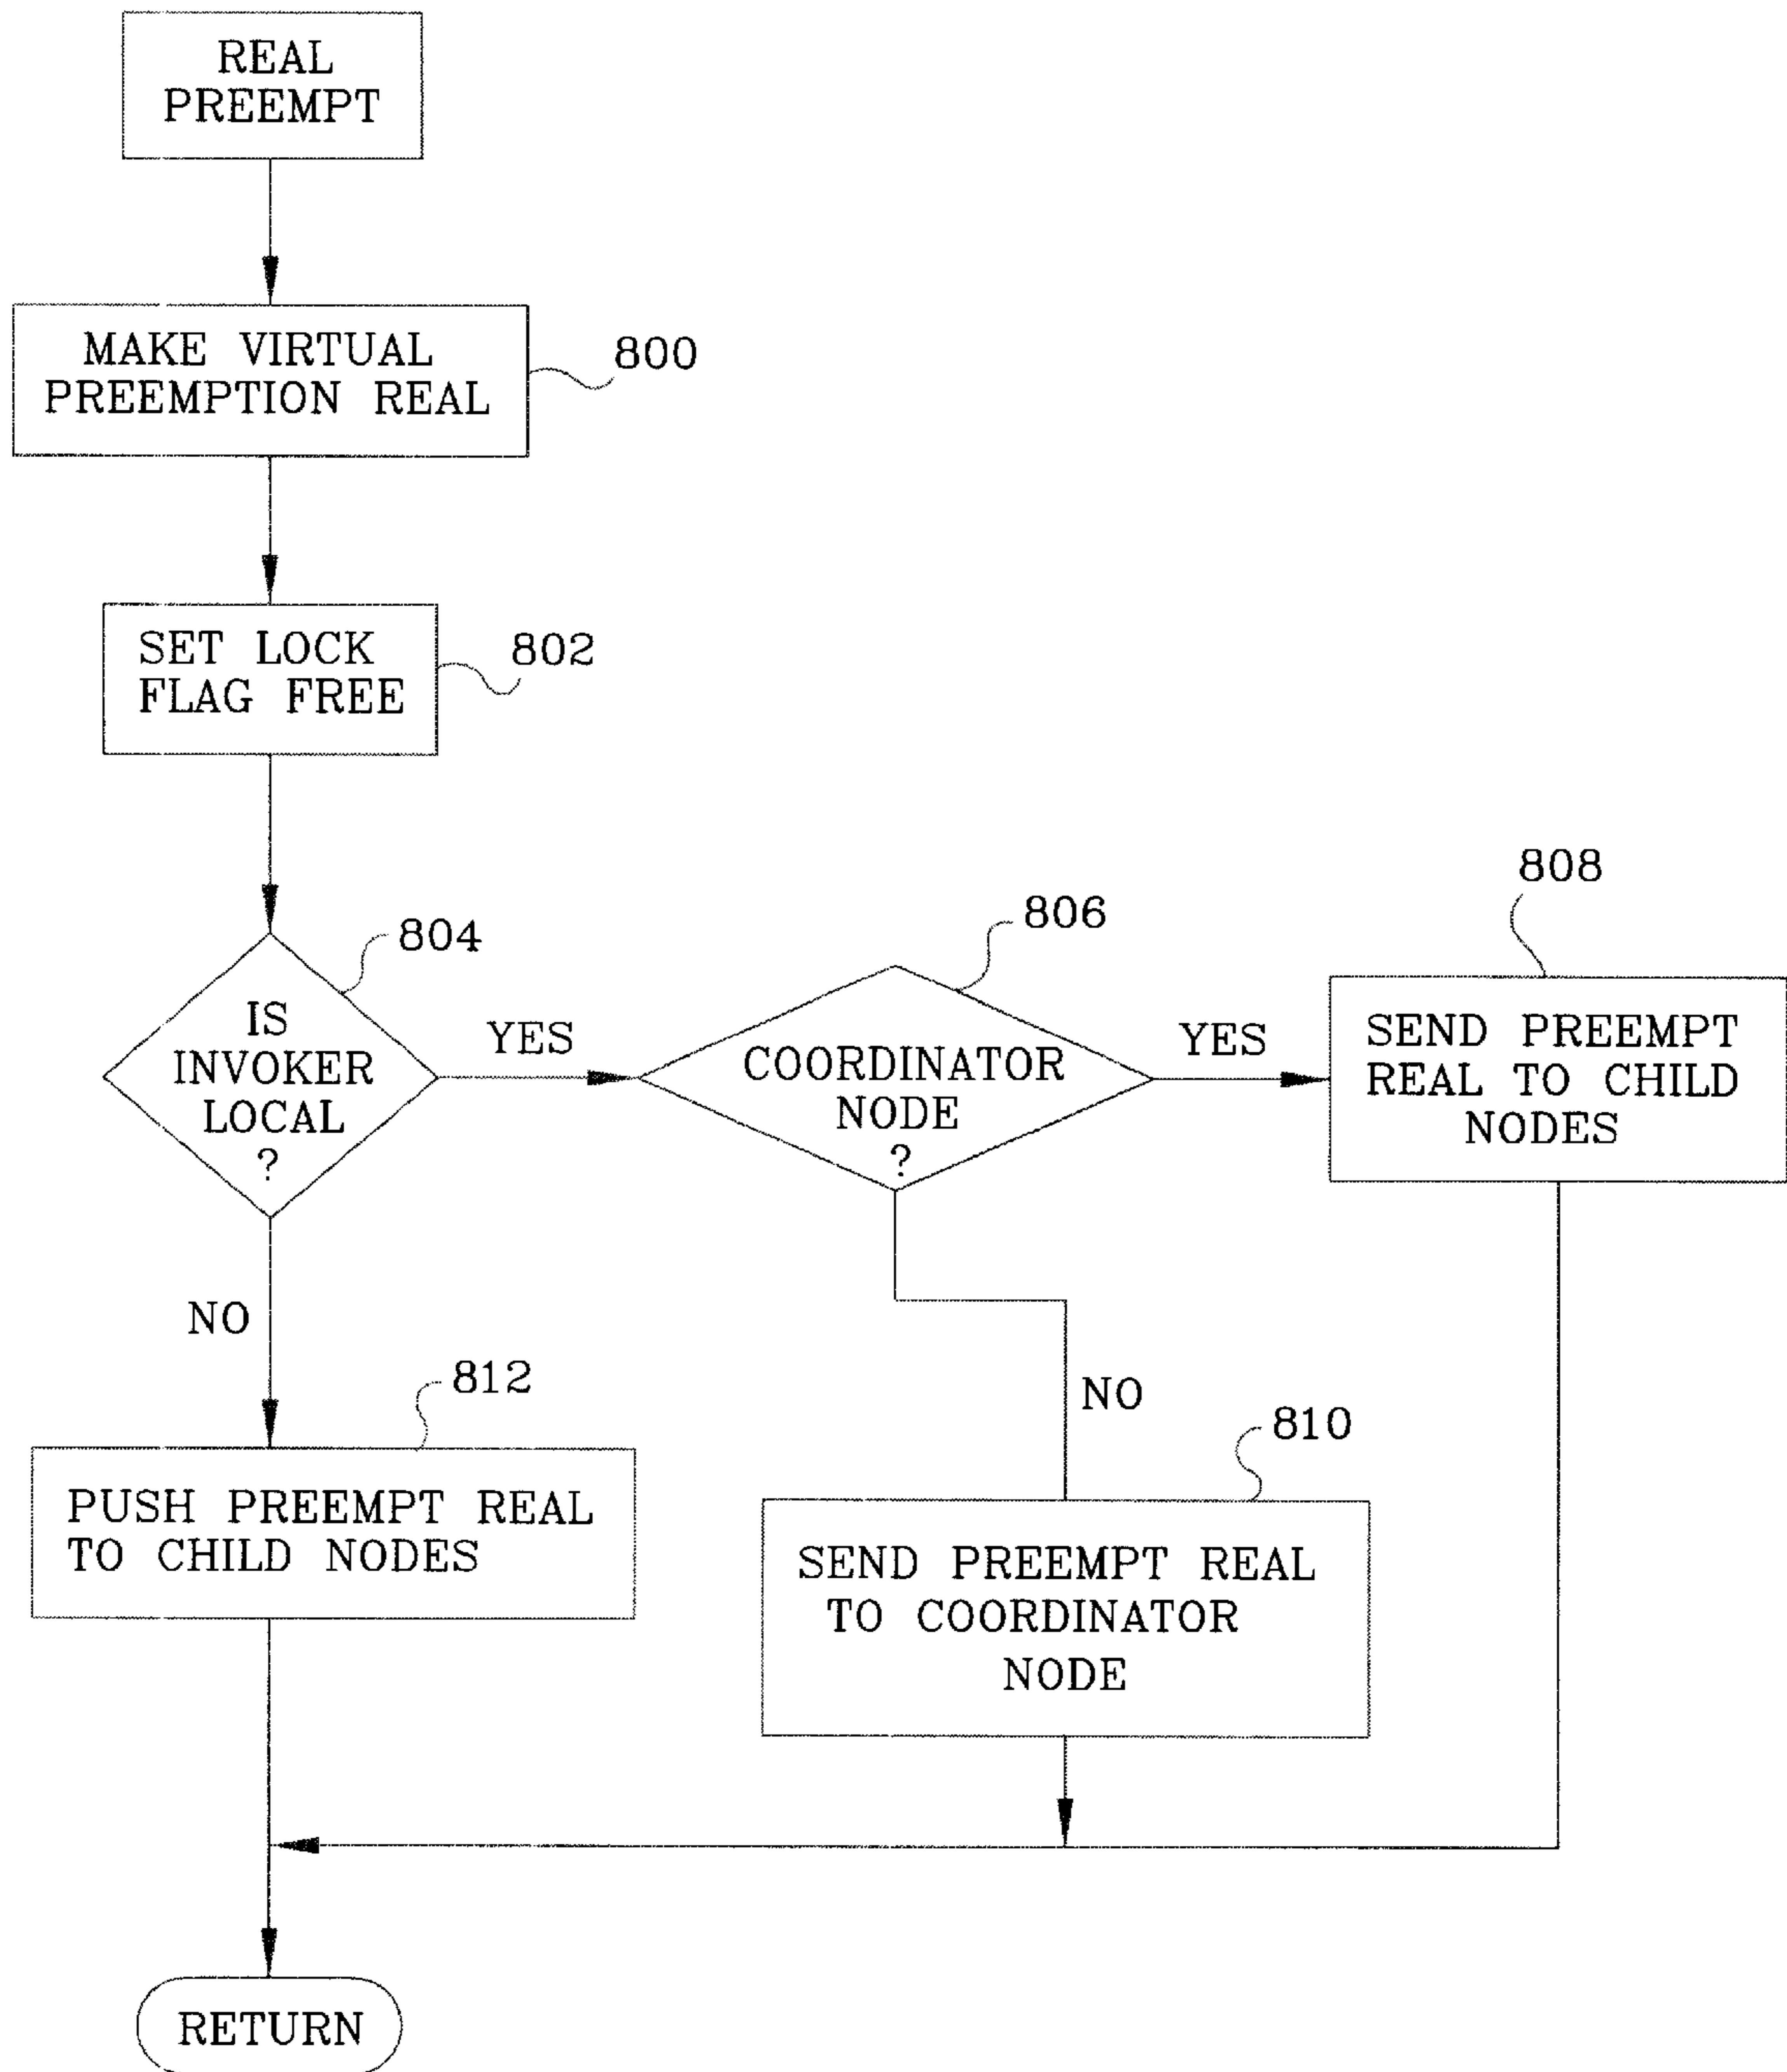 REAL
PREEMPT
MAKE VIRTUAL
PREEMPTION REAL
800
SET LOCK
FLAG FREE
802
804
IS
INVOKER
LOCAL
?
YES
806
COORDINATOR
NODE
?
YES
808
SEND PREEMPT
REAL TO CHILD
NODES
NO
812
PUSH PREEMPT REAL
TO CHILD NODES
NO
810
SEND PREEMPT REAL
TO COORDINATOR
NODE
RETURN